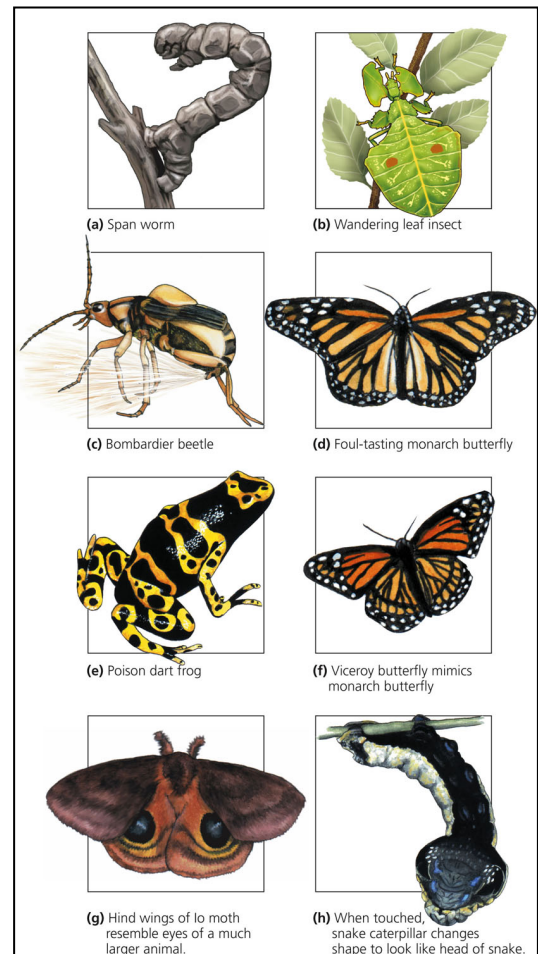 (a) Span worm
(b) Wandering leaf insect
(c) Bombardier beetle
(d) Foul-tasting monarch butterfly
(e) Poison dart frog
(f) Viceroy butterfly mimics
monarch butterfly
(g) Hind wings of Io moth
resemble eyes of a much
larger animal.
(h) When touched,
snake caterpillar changes
shape to look like head of snake.